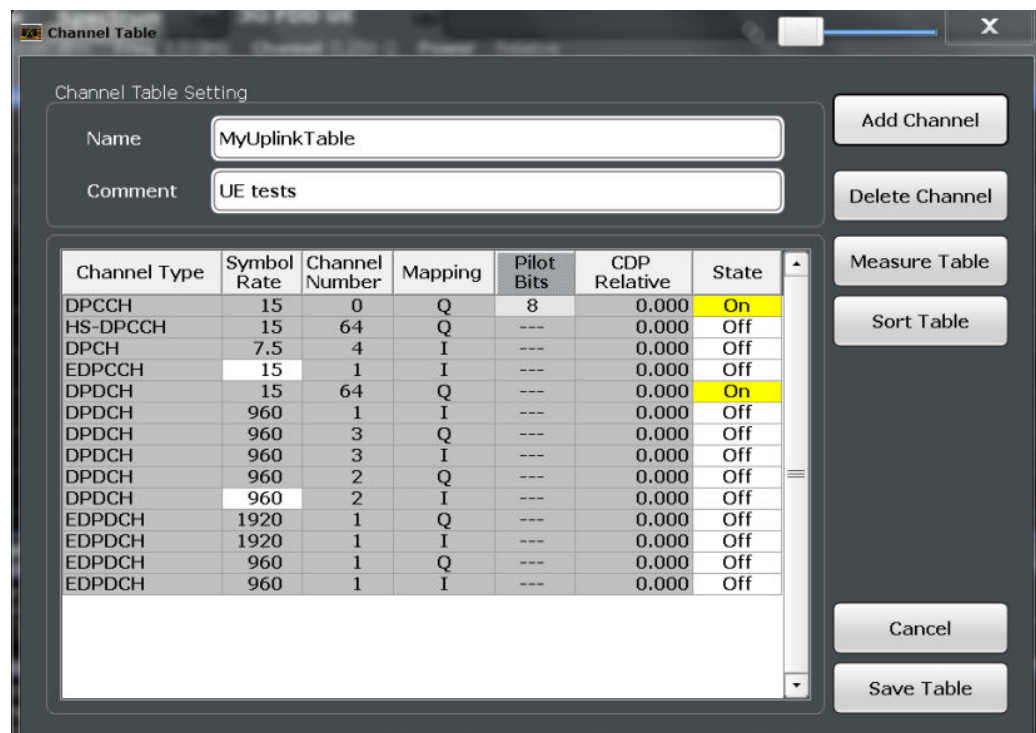 Channel Table
X
Channel Table Setting
Name MyUplinkTable
Comment UE tests
Add Channel
Delete Channel
Measure Table
Sort Table
Channel Type Symbol Rate Channel Number Mapping Pilot Bits CDP Relative State
DPCCH 15 0 Q 8 0.000 On
HS-DPCCH 15 64 Q --- 0.000 Off
DPCH 7.5 4 I --- 0.000 Off
EDPCCH 15 1 I --- 0.000 Off
DPDCH 15 64 Q --- 0.000 On
DPDCH 960 1 I --- 0.000 Off
DPDCH 960 3 Q --- 0.000 Off
DPDCH 960 3 I --- 0.000 Off
DPDCH 960 2 Q --- 0.000 Off
DPDCH 960 2 I --- 0.000 Off
EDPDCH 1920 1 Q --- 0.000 Off
EDPDCH 1920 1 I --- 0.000 Off
EDPDCH 960 1 Q --- 0.000 Off
EDPDCH 960 1 I --- 0.000 Off
Cancel
Save Table